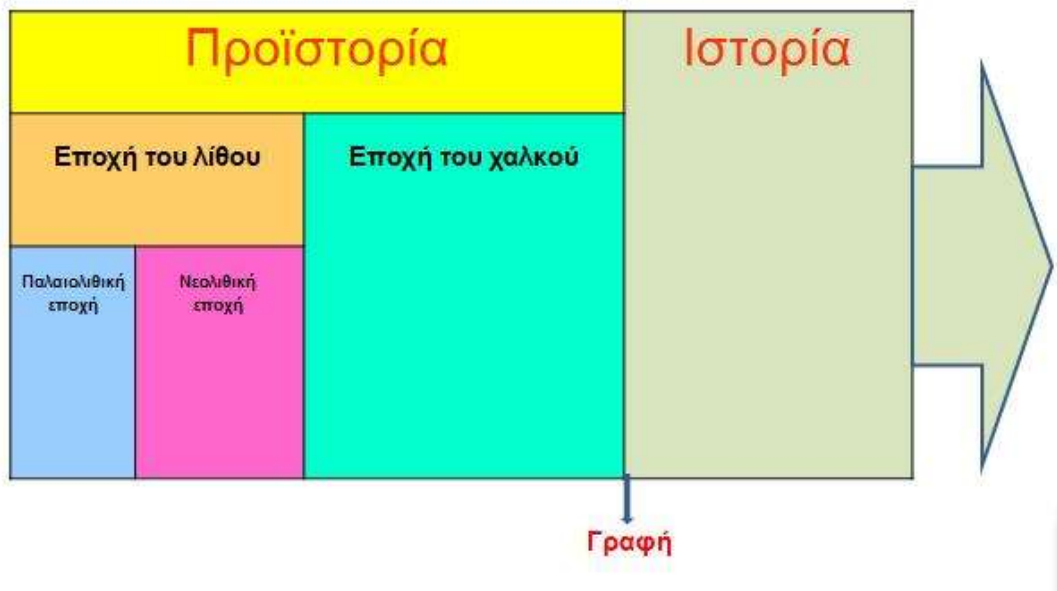 Προϊστορία
Ιστορία
Εποχή του λίθου
Εποχή του χαλκού
Παλαιολιθική
εποχή
Νεολιθική
εποχή
Γραφή